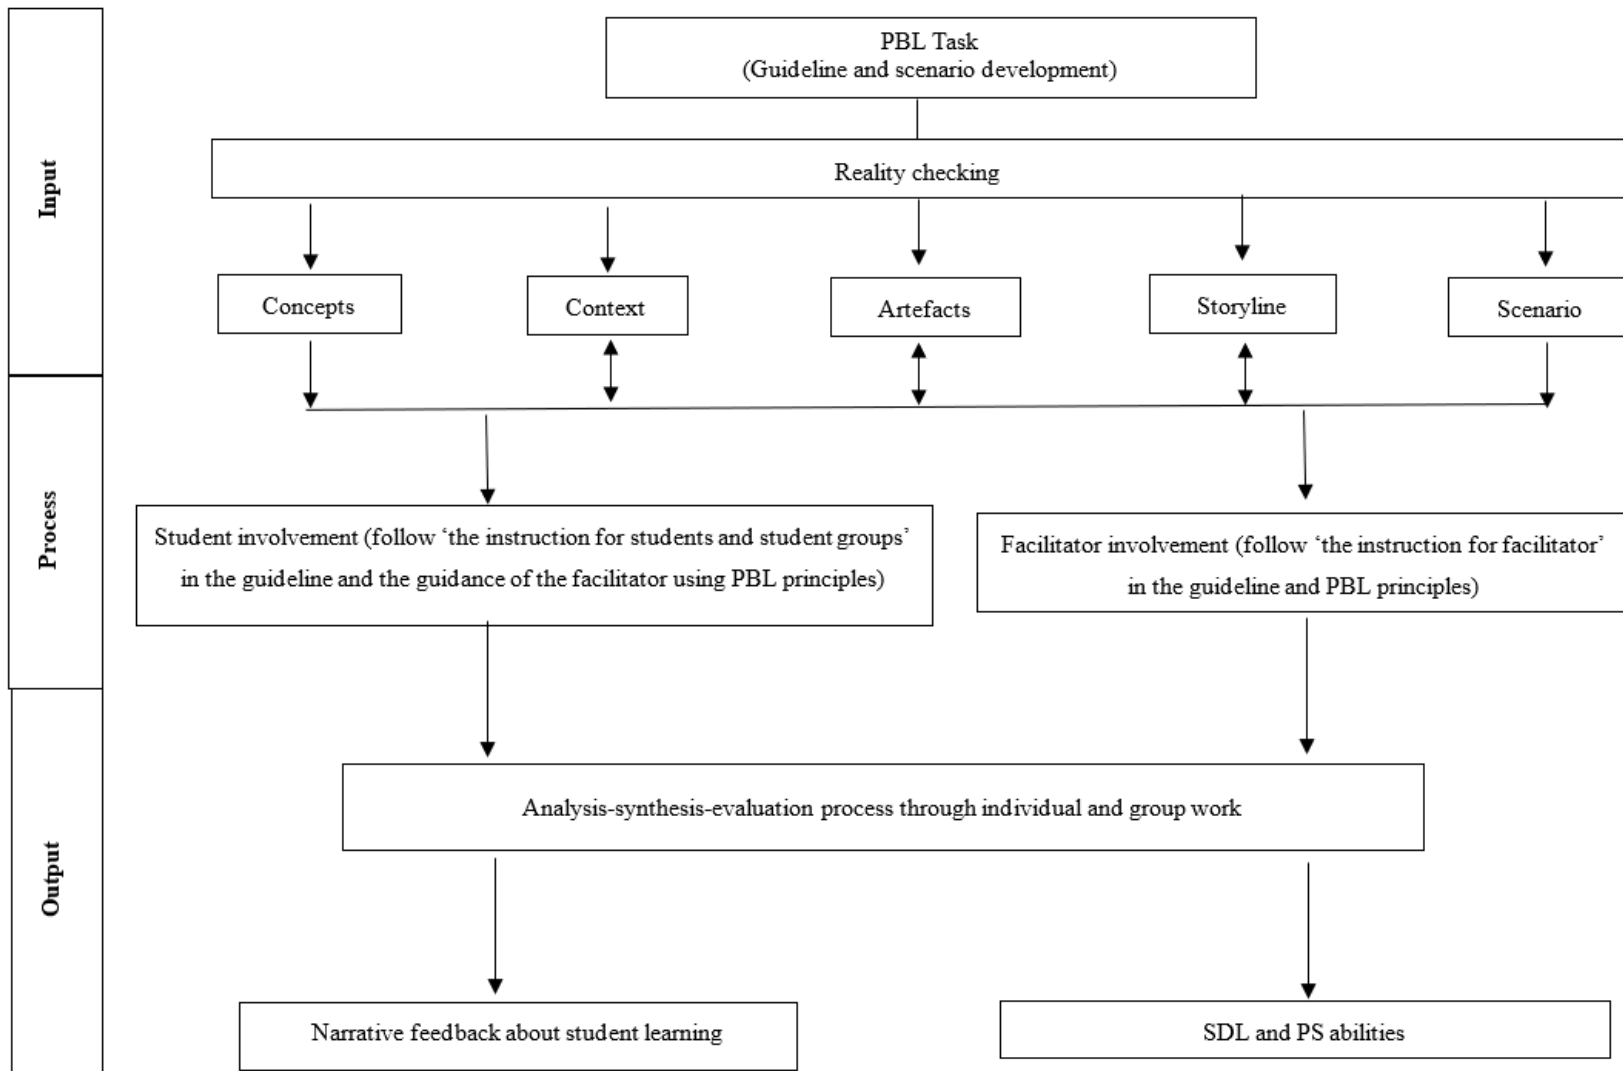 PBL Task
(Guideline and scenario development)
Input
Reality checking
Concepts
Context
Artefacts
Storyline
Scenario
Process
Student involvement (follow ‘the instruction for students and student groups’
in the guideline and the guidance of the facilitator using PBL principles)
Facilitator involvement (follow ‘the instruction for facilitator’
in the guideline and PBL principles)
Output
Analysis-synthesis-evaluation process through individual and group work
Narrative feedback about student learning
SDL and PS abilities